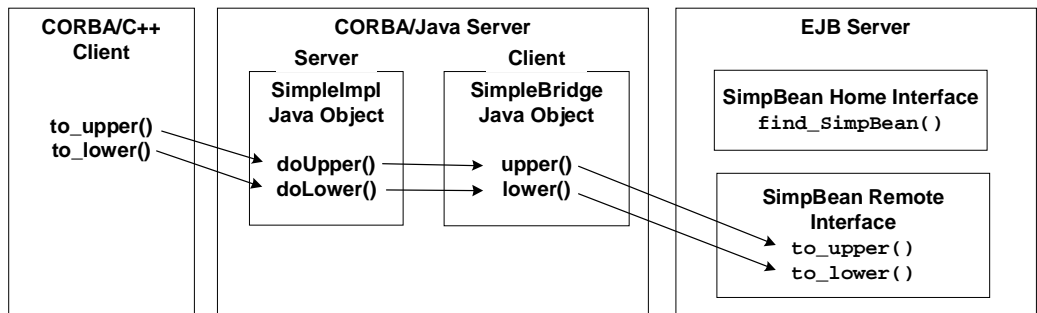 CORBA/C++
Client
to_upper()
to_lower()
CORBA/Java Server
Server
SimpleImpl
Java Object
doUpper()
doLower()
Client
SimpleBridge
Java Object
upper()
lower()
EJB Server
SimpBean Home Interface
find_SimpBean()
SimpBean Remote
Interface
to_upper()
to_lower()